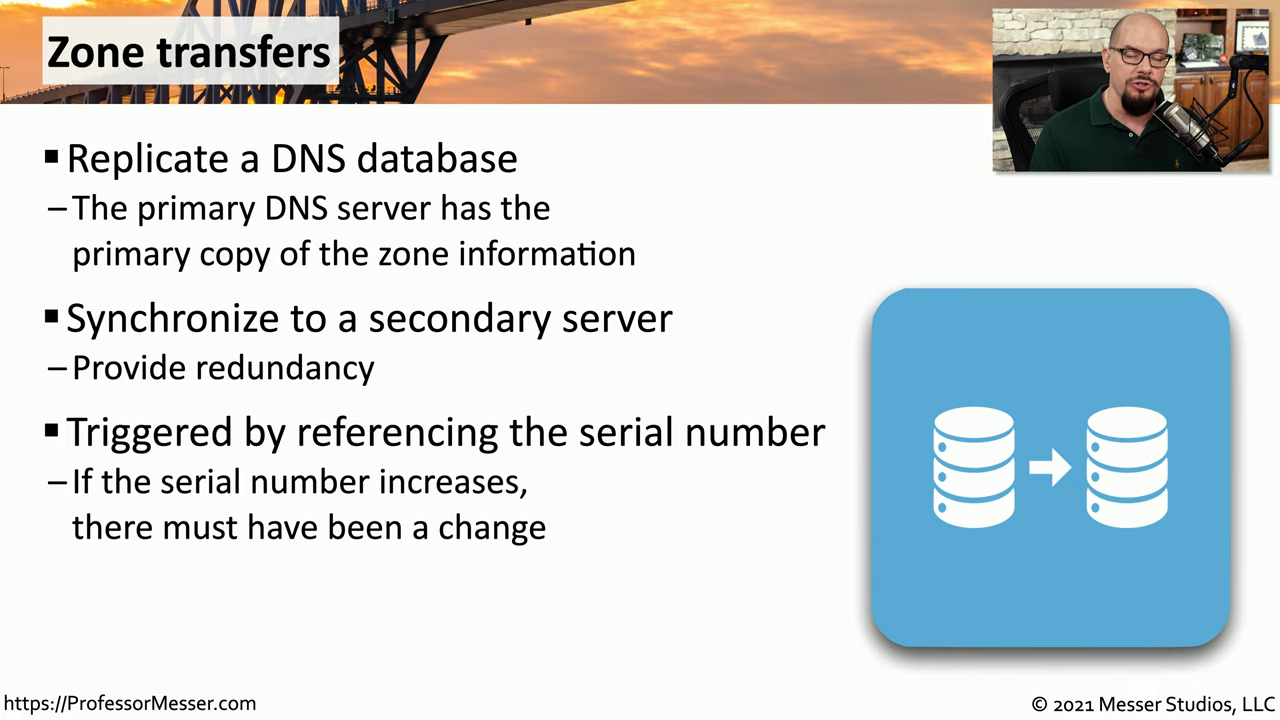 Zone transfers
▪ Replicate a DNS database
– The primary DNS server has the
primary copy of the zone information
▪ Synchronize to a secondary server
– Provide redundancy
▪ Triggered by referencing the serial number
– If the serial number increases,
there must have been a change
https://ProfessorMesser.com
© 2021 Messer Studios, LLC